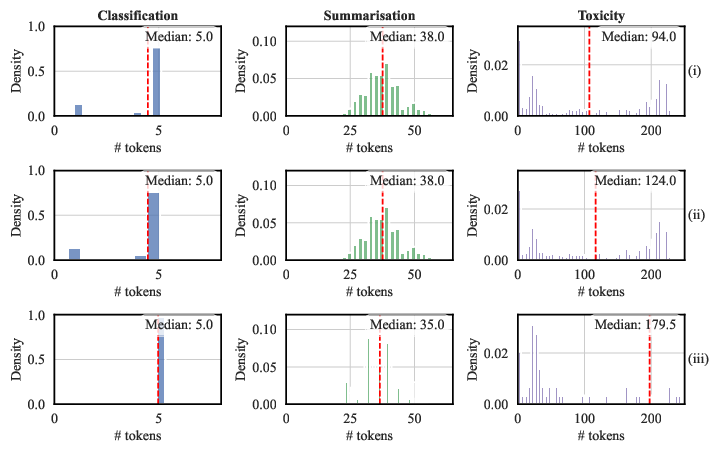 Classification Summarisation Toxicity
1.0 0.5 0.0 Density 0 5 # tokens Median: 5.0
0.10 0.05 0.00 Density 0 25 50 # tokens Median: 38.0
0.02 0.00 Density 0 100 200 # tokens Median: 94.0 (i)
1.0 0.5 0.0 Density 0 5 # tokens Median: 5.0
0.10 0.05 0.00 Density 0 25 50 # tokens Median: 38.0
0.02 0.00 Density 0 100 200 # tokens Median: 124.0 (ii)
1.0 0.5 0.0 Density 0 5 # tokens Median: 5.0
0.10 0.05 0.00 Density 0 25 50 # tokens Median: 35.0
0.02 0.00 Density 0 100 200 # tokens Median: 179.5 (iii)